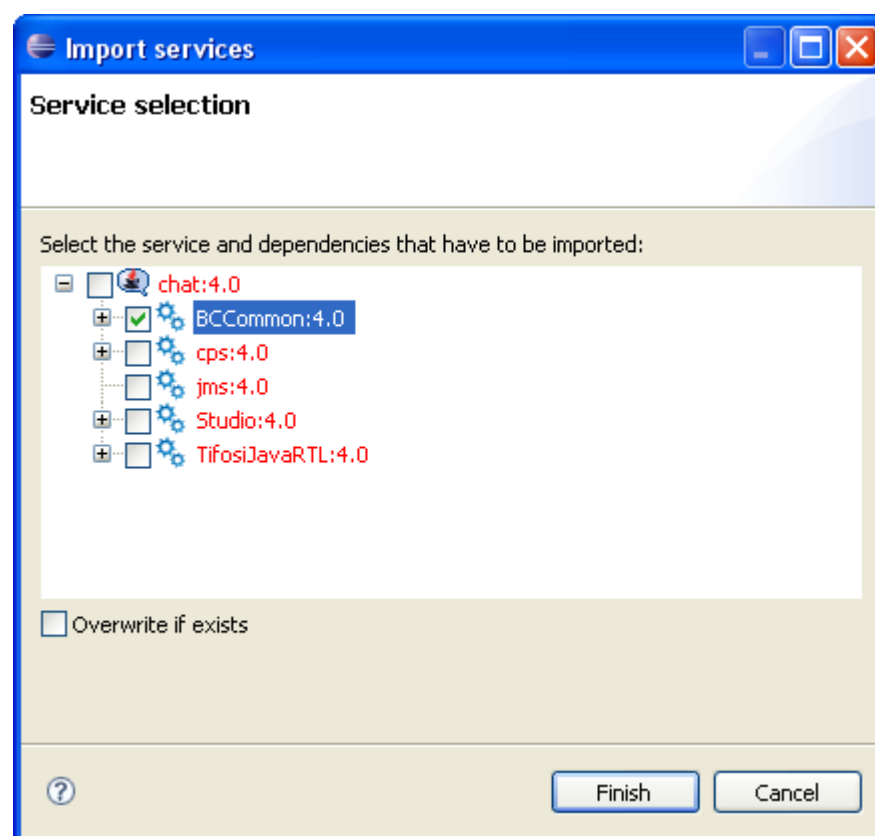 Import services
Service selection
Select the service and dependencies that have to be imported:
chat:4.0
BCCommon:4.0
cps:4.0
jms:4.0
Studio:4.0
TifosiJavaRTL:4.0
Overwrite if exists
Finish Cancel